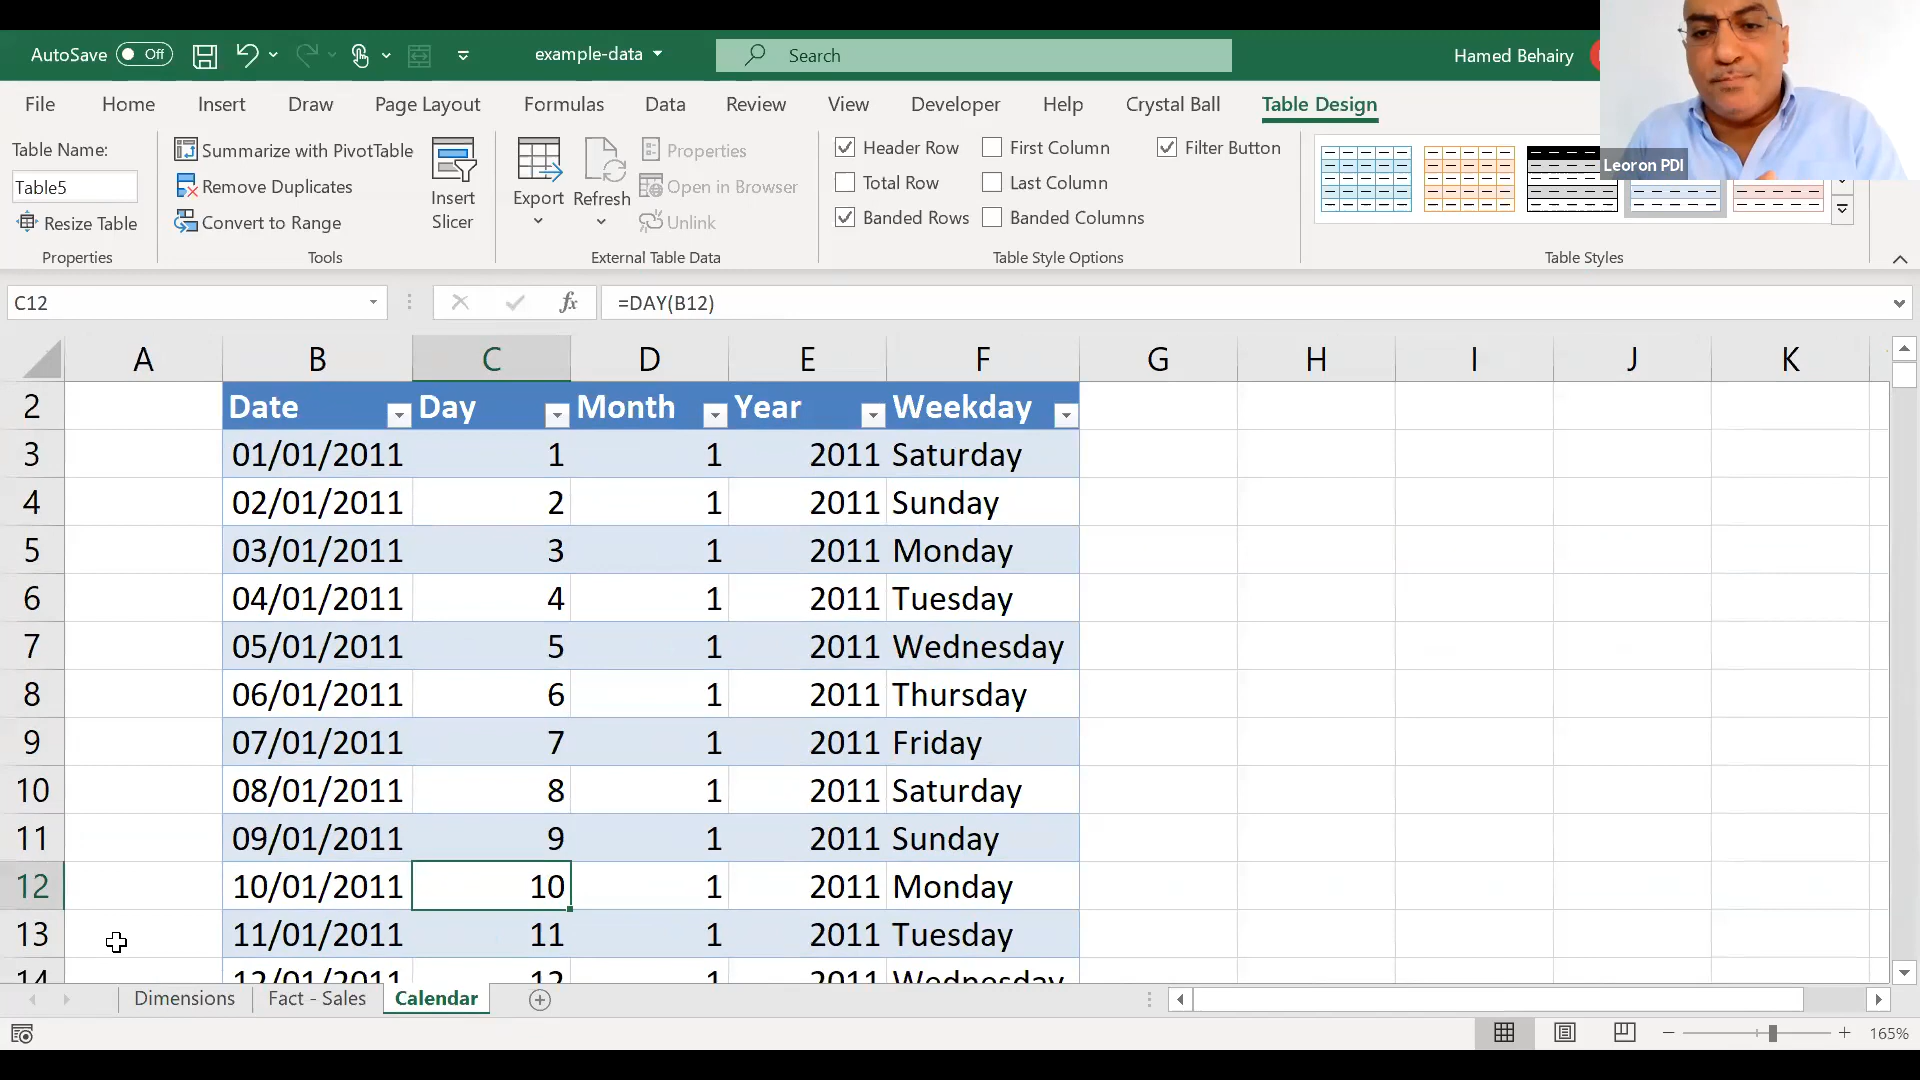 AutoSave Off example-data Search Hamed Behairy
File Home Insert Draw Page Layout Formulas Data Review View Developer Help Crystal Ball Table Design
Leoron PDI
Table Name:
Table5
Resize Table
Properties
Summarize with PivotTable
Remove Duplicates
Convert to Range
Tools
Insert
Slicer
Export
Refresh
Properties
Open in Browser
Unlink
External Table Data
Header Row First Column Filter Button
Total Row Last Column
Banded Rows Banded Columns
Table Style Options
Table Styles
C12 fx =DAY(B12)
A B C D E F G H I J K
2 Date Day Month Year Weekday
3 01/01/2011 1 1 2011 Saturday
4 02/01/2011 2 1 2011 Sunday
5 03/01/2011 3 1 2011 Monday
6 04/01/2011 4 1 2011 Tuesday
7 05/01/2011 5 1 2011 Wednesday
8 06/01/2011 6 1 2011 Thursday
9 07/01/2011 7 1 2011 Friday
10 08/01/2011 8 1 2011 Saturday
11 09/01/2011 9 1 2011 Sunday
12 10/01/2011 10 1 2011 Monday
13 11/01/2011 11 1 2011 Tuesday
14 12/01/2011 12 1 2011 Wednesday
Dimensions Fact - Sales Calendar
165%